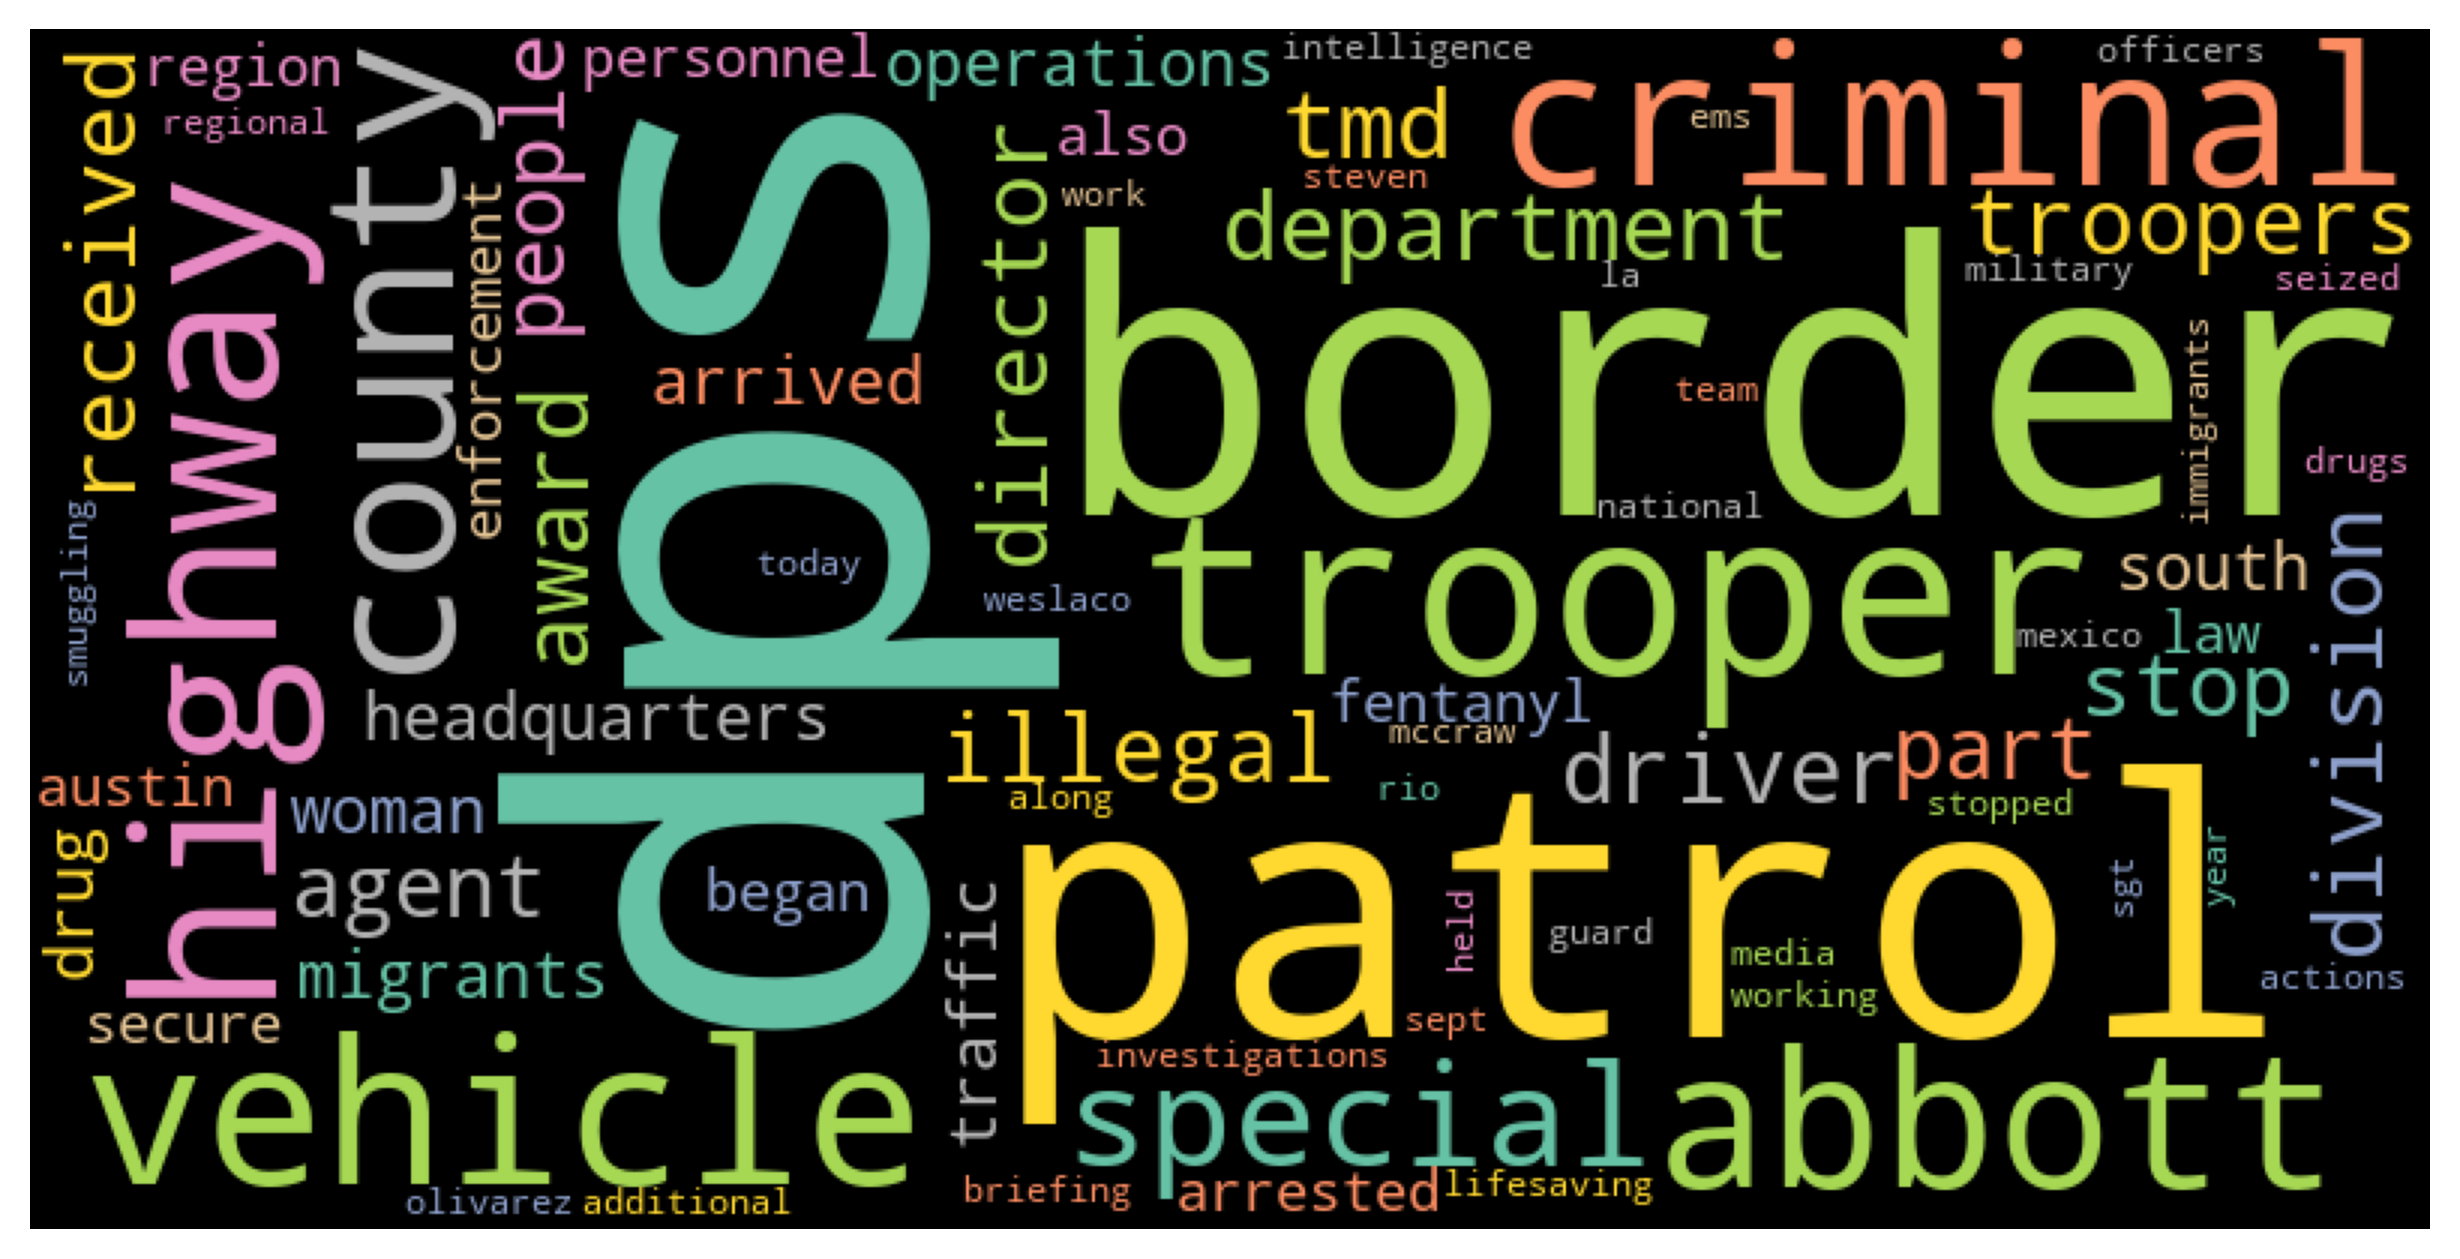 received
region
regional
highway
county
enforcement
people
personnel
operations
intelligence
officers
criminal
ems
tmd
steven
also
work
director
department
troopers
la
military
seized
dps
arrived
award
border
team
immigrants
drugs
national
today
weslaco
trooper
south
division
mexico
law
stop
smuggling
headquarters
fentanyl
mccraw
illegal
along
rio
driver
part
stopped
austin
woman
drug
agent
began
migrants
secure
patrol
traffic
held
guard
media
working
sept
sgt
year
actions
vehicle
investigations
special
abbott
olivarez
additional
briefing
arrested
lifesaving